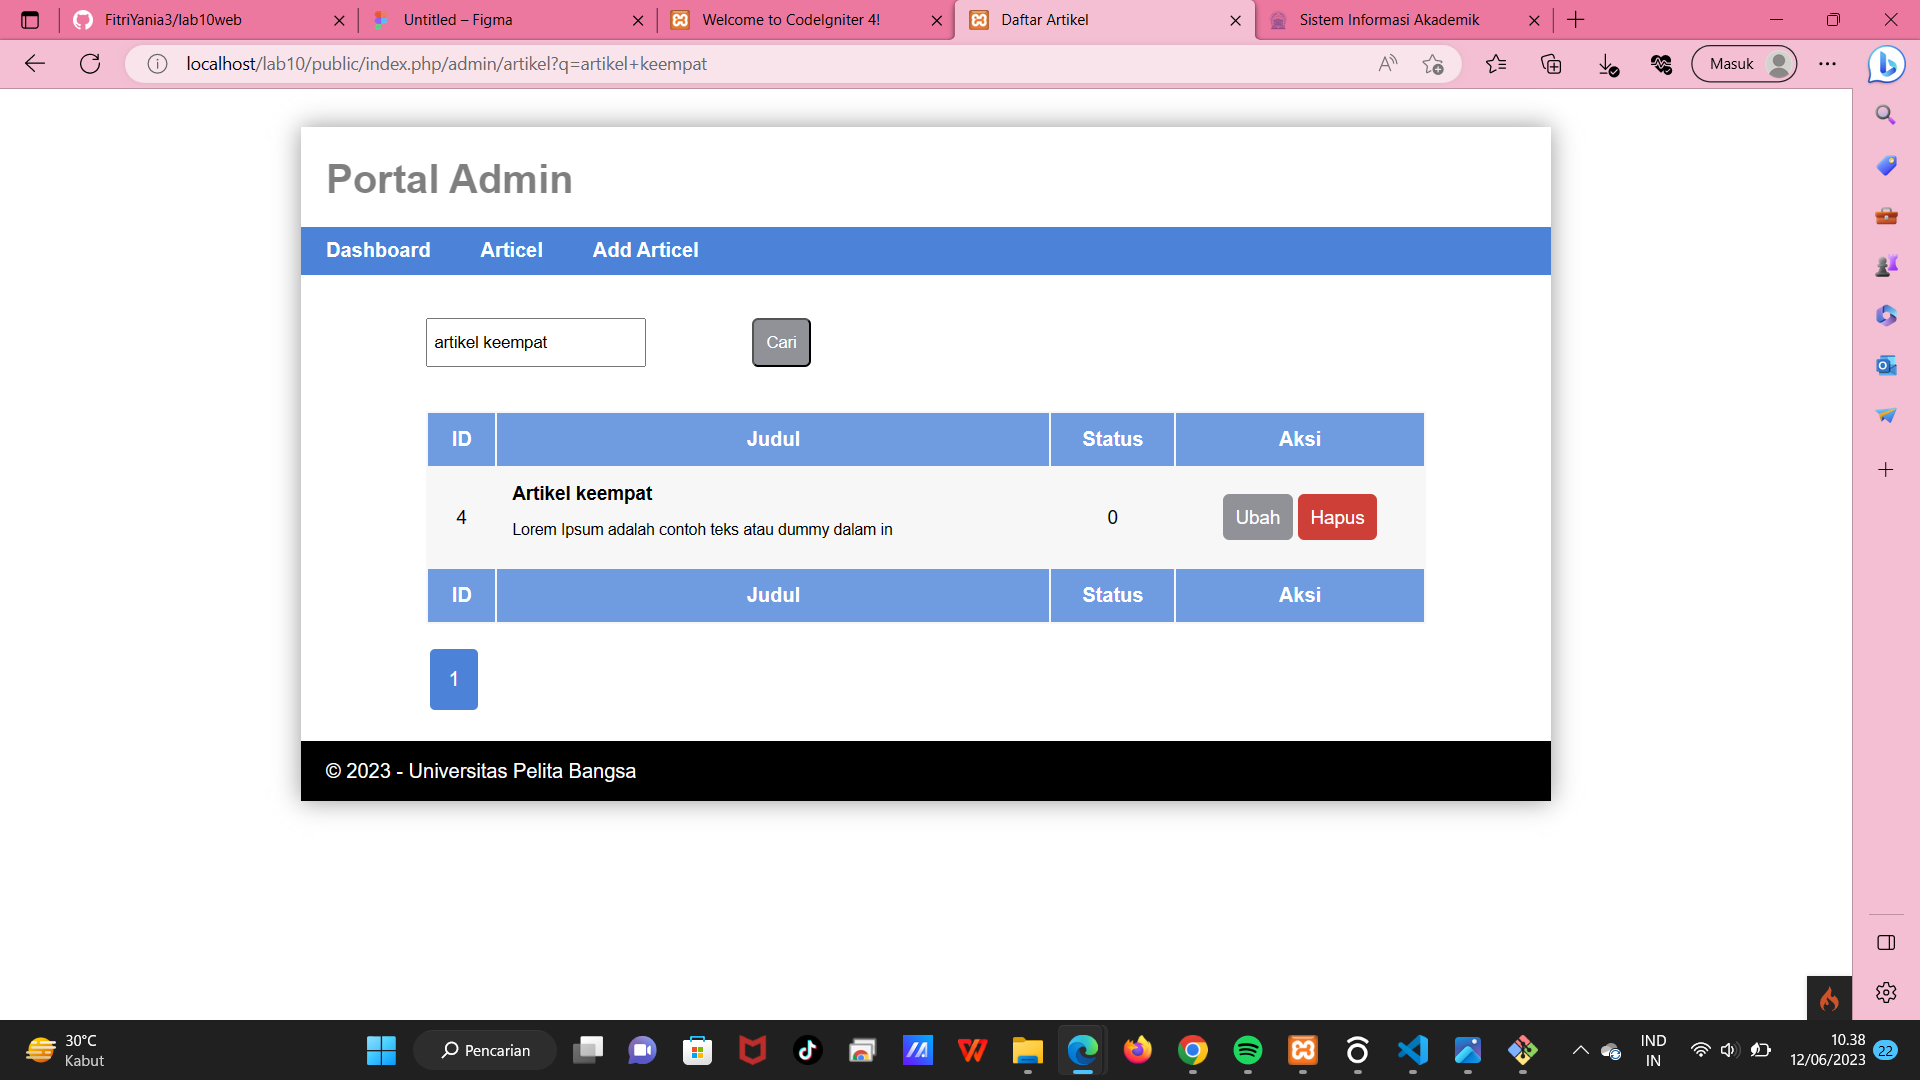 FitriYania3/lab10web
Untitled – Figma
Welcome to CodeIgniter 4!
Daftar Artikel
Sistem Informasi Akademik
localhost/lab10/public/index.php/admin/artikel?q=artikel+keempat
Masuk
Portal Admin
Dashboard Articel Add Articel
artikel keempat Cari
ID Judul Status Aksi
4 Artikel keempat 0 Ubah Hapus
Lorem Ipsum adalah contoh teks atau dummy dalam in
ID Judul Status Aksi
1
© 2023 - Universitas Pelita Bangsa
30°C
Kabut
Pencarian
IND
IN
10.38
12/06/2023
22